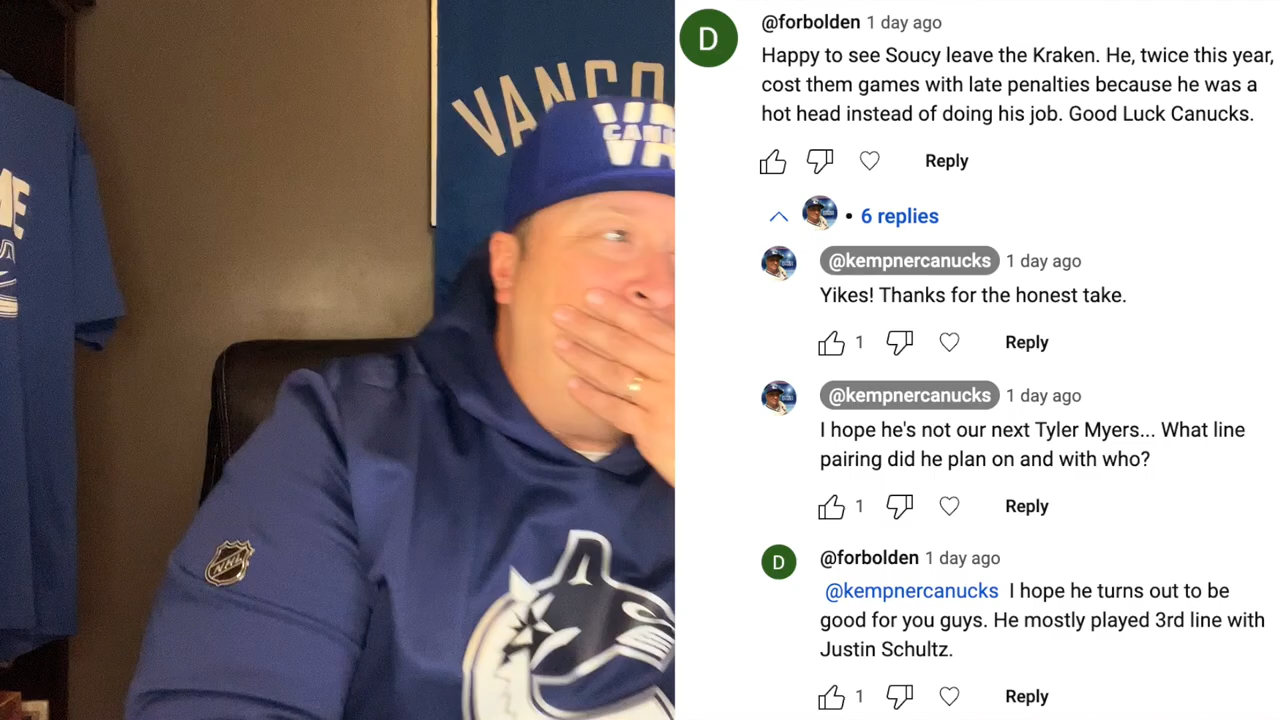 VANCO
CAN
NHL
ME
D
@forbolden 1 day ago
Happy to see Soucy leave the Kraken. He, twice this year,
cost them games with late penalties because he was a
hot head instead of doing his job. Good Luck Canucks.
Reply
• 6 replies
@kempnercanucks 1 day ago
Yikes! Thanks for the honest take.
1 Reply
@kempnercanucks 1 day ago
I hope he's not our next Tyler Myers... What line
pairing did he plan on and with who?
1 Reply
D
@forbolden 1 day ago
@kempnercanucks I hope he turns out to be
good for you guys. He mostly played 3rd line with
Justin Schultz.
1 Reply